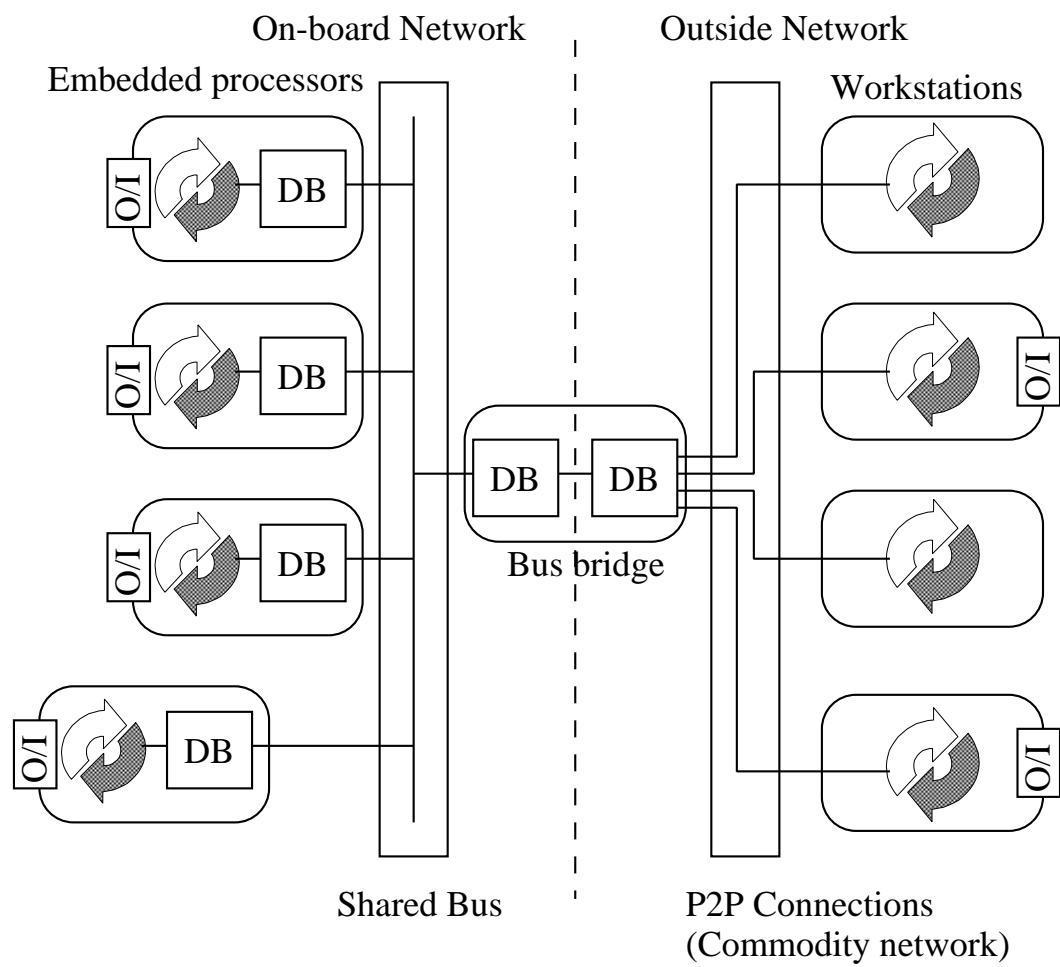 On-board Network
Outside Network
Embedded processors
Workstations
I/O
DB
I/O
DB
I/O
DB
DB
I/O
Bus bridge
I/O
DB
I/O
DB
I/O
Shared Bus
P2P Connections
(Commodity network)